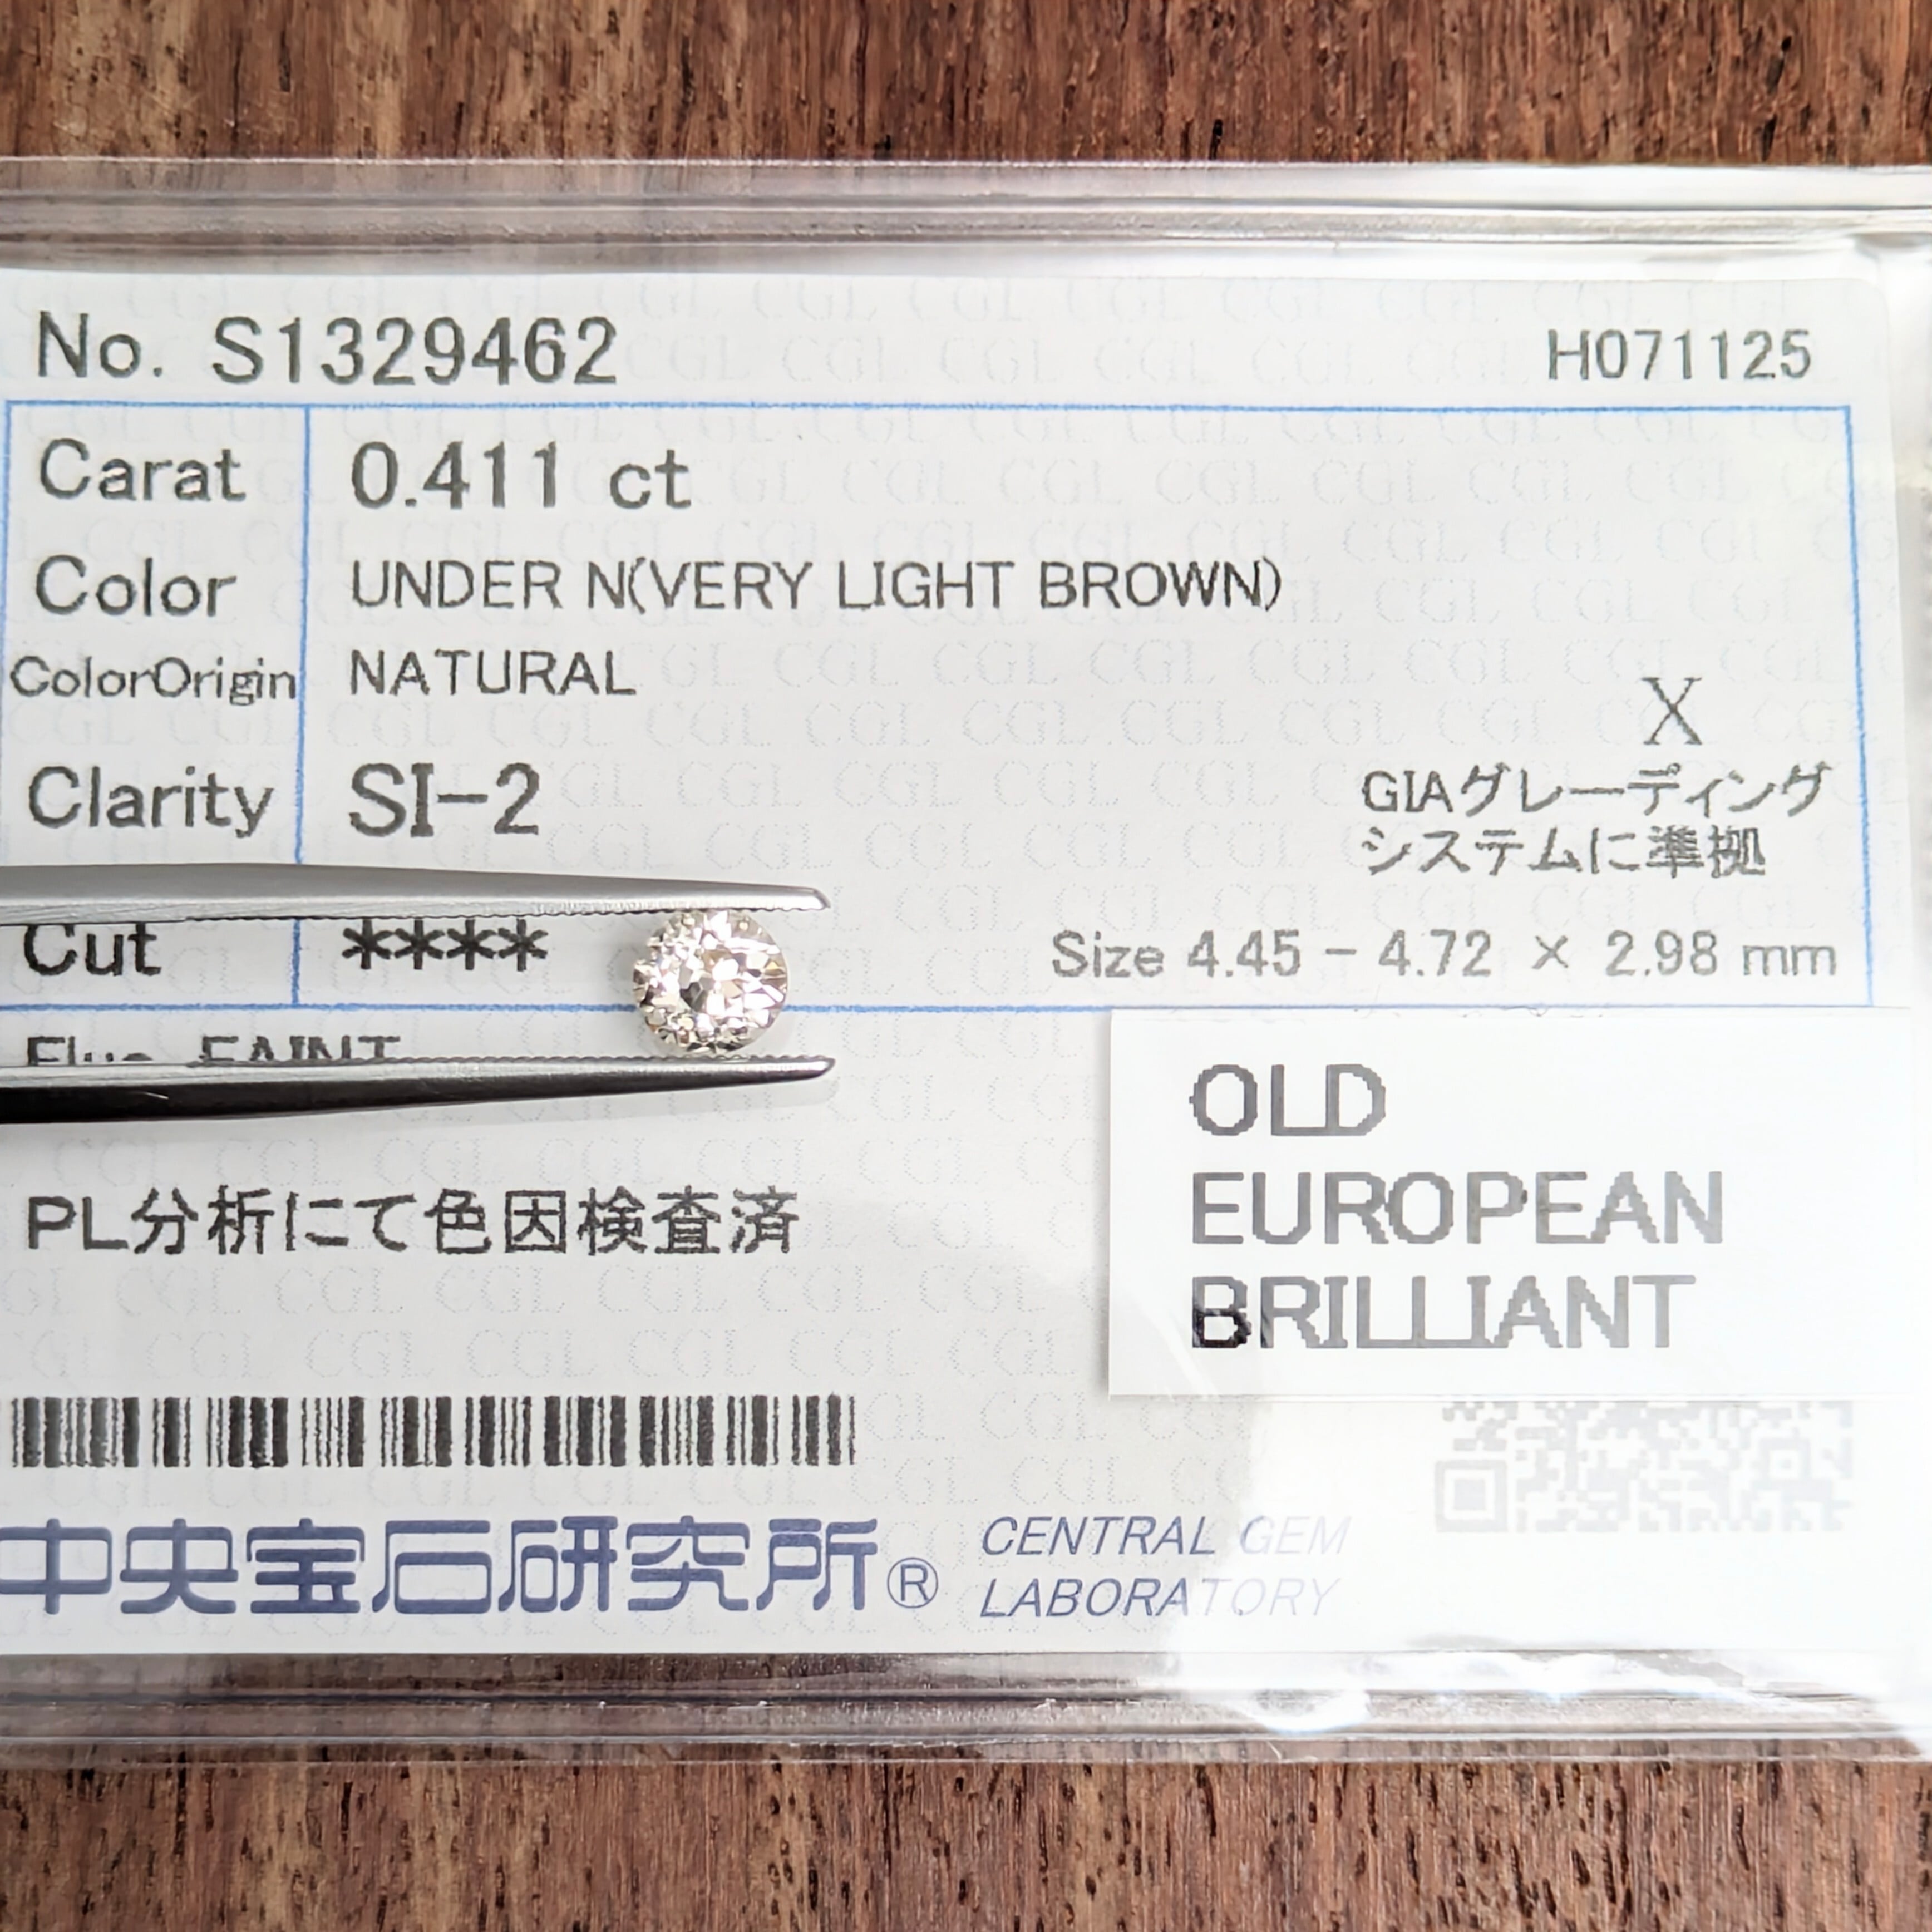 No. S1329462
H071125
Carat 0.411 ct
Color UNDER N(VERY LIGHT BROWN)
ColorOrigin NATURAL
X
Clarity SI-2
GIAグレーディング
システムに準拠
Cut ****
Size 4.45 - 4.72 × 2.98 mm
Fluo FAINT
OLD
EUROPEAN
BRILLIANT
PL分析にて色因検査済
中央宝石研究所®
CENTRAL GEM
LABORATORY